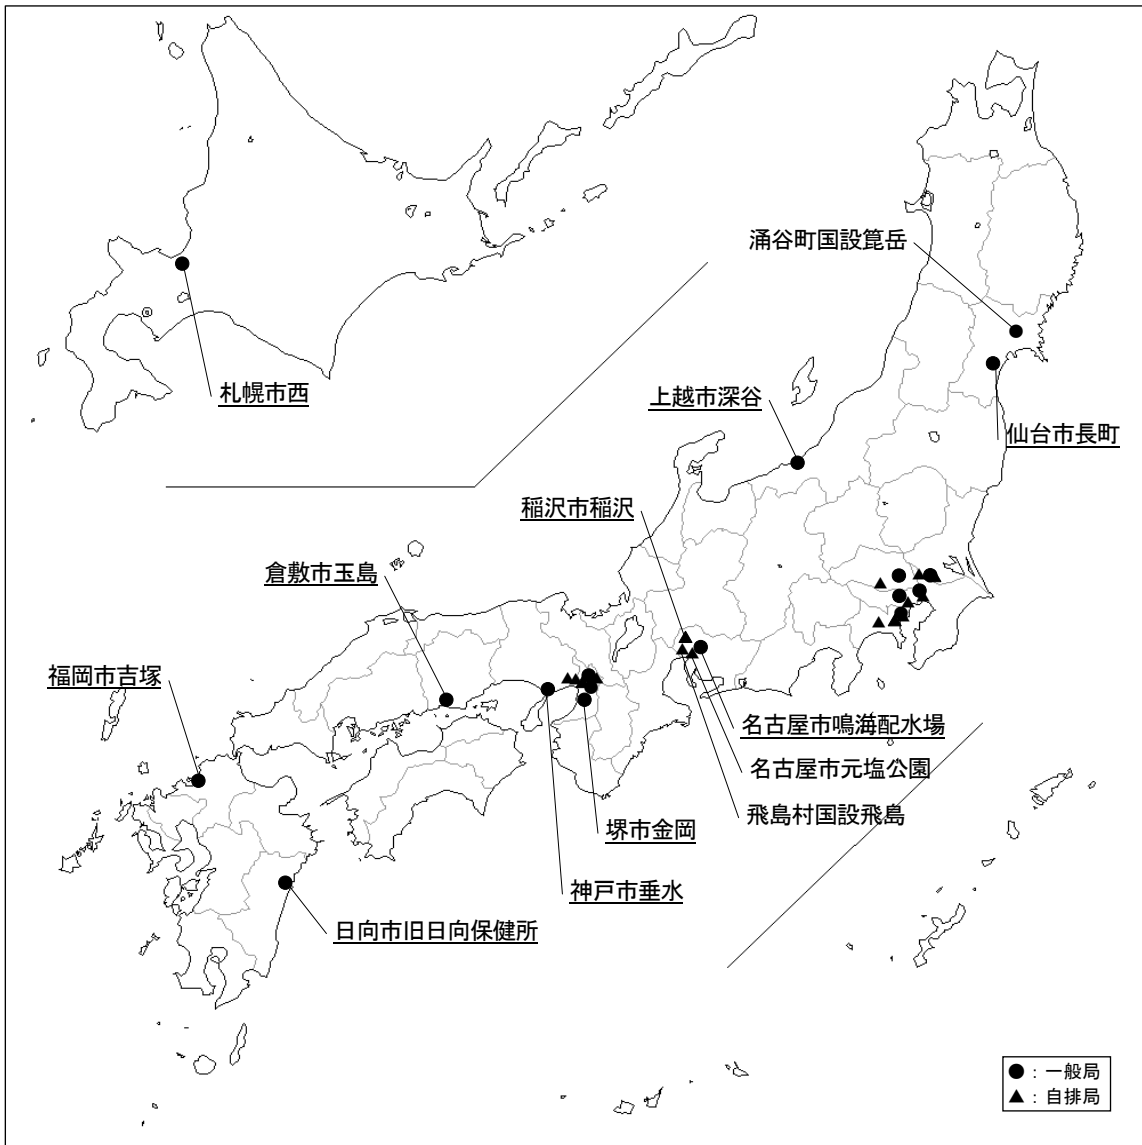 涌谷町国設箟岳
札幌市西
上越市深谷
仙台市長町
稲沢市稲沢
倉敷市玉島
福岡市吉塚
名古屋市鳴海配水場
名古屋市元塩公園
飛島村国設飛島
堺市金岡
神戸市垂水
日向市旧日向保健所
●：一般局
▲：自排局